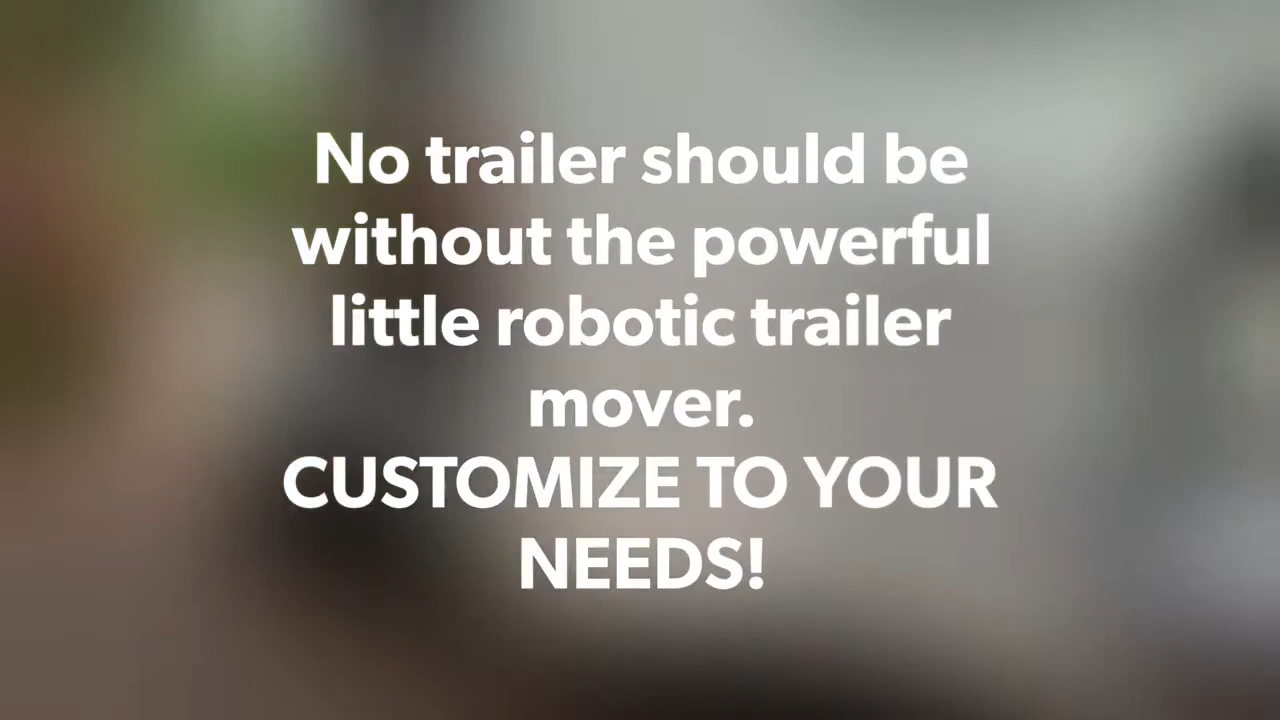 No trailer should be
without the powerful
little robotic trailer
mover.
CUSTOMIZE TO YOUR
NEEDS!